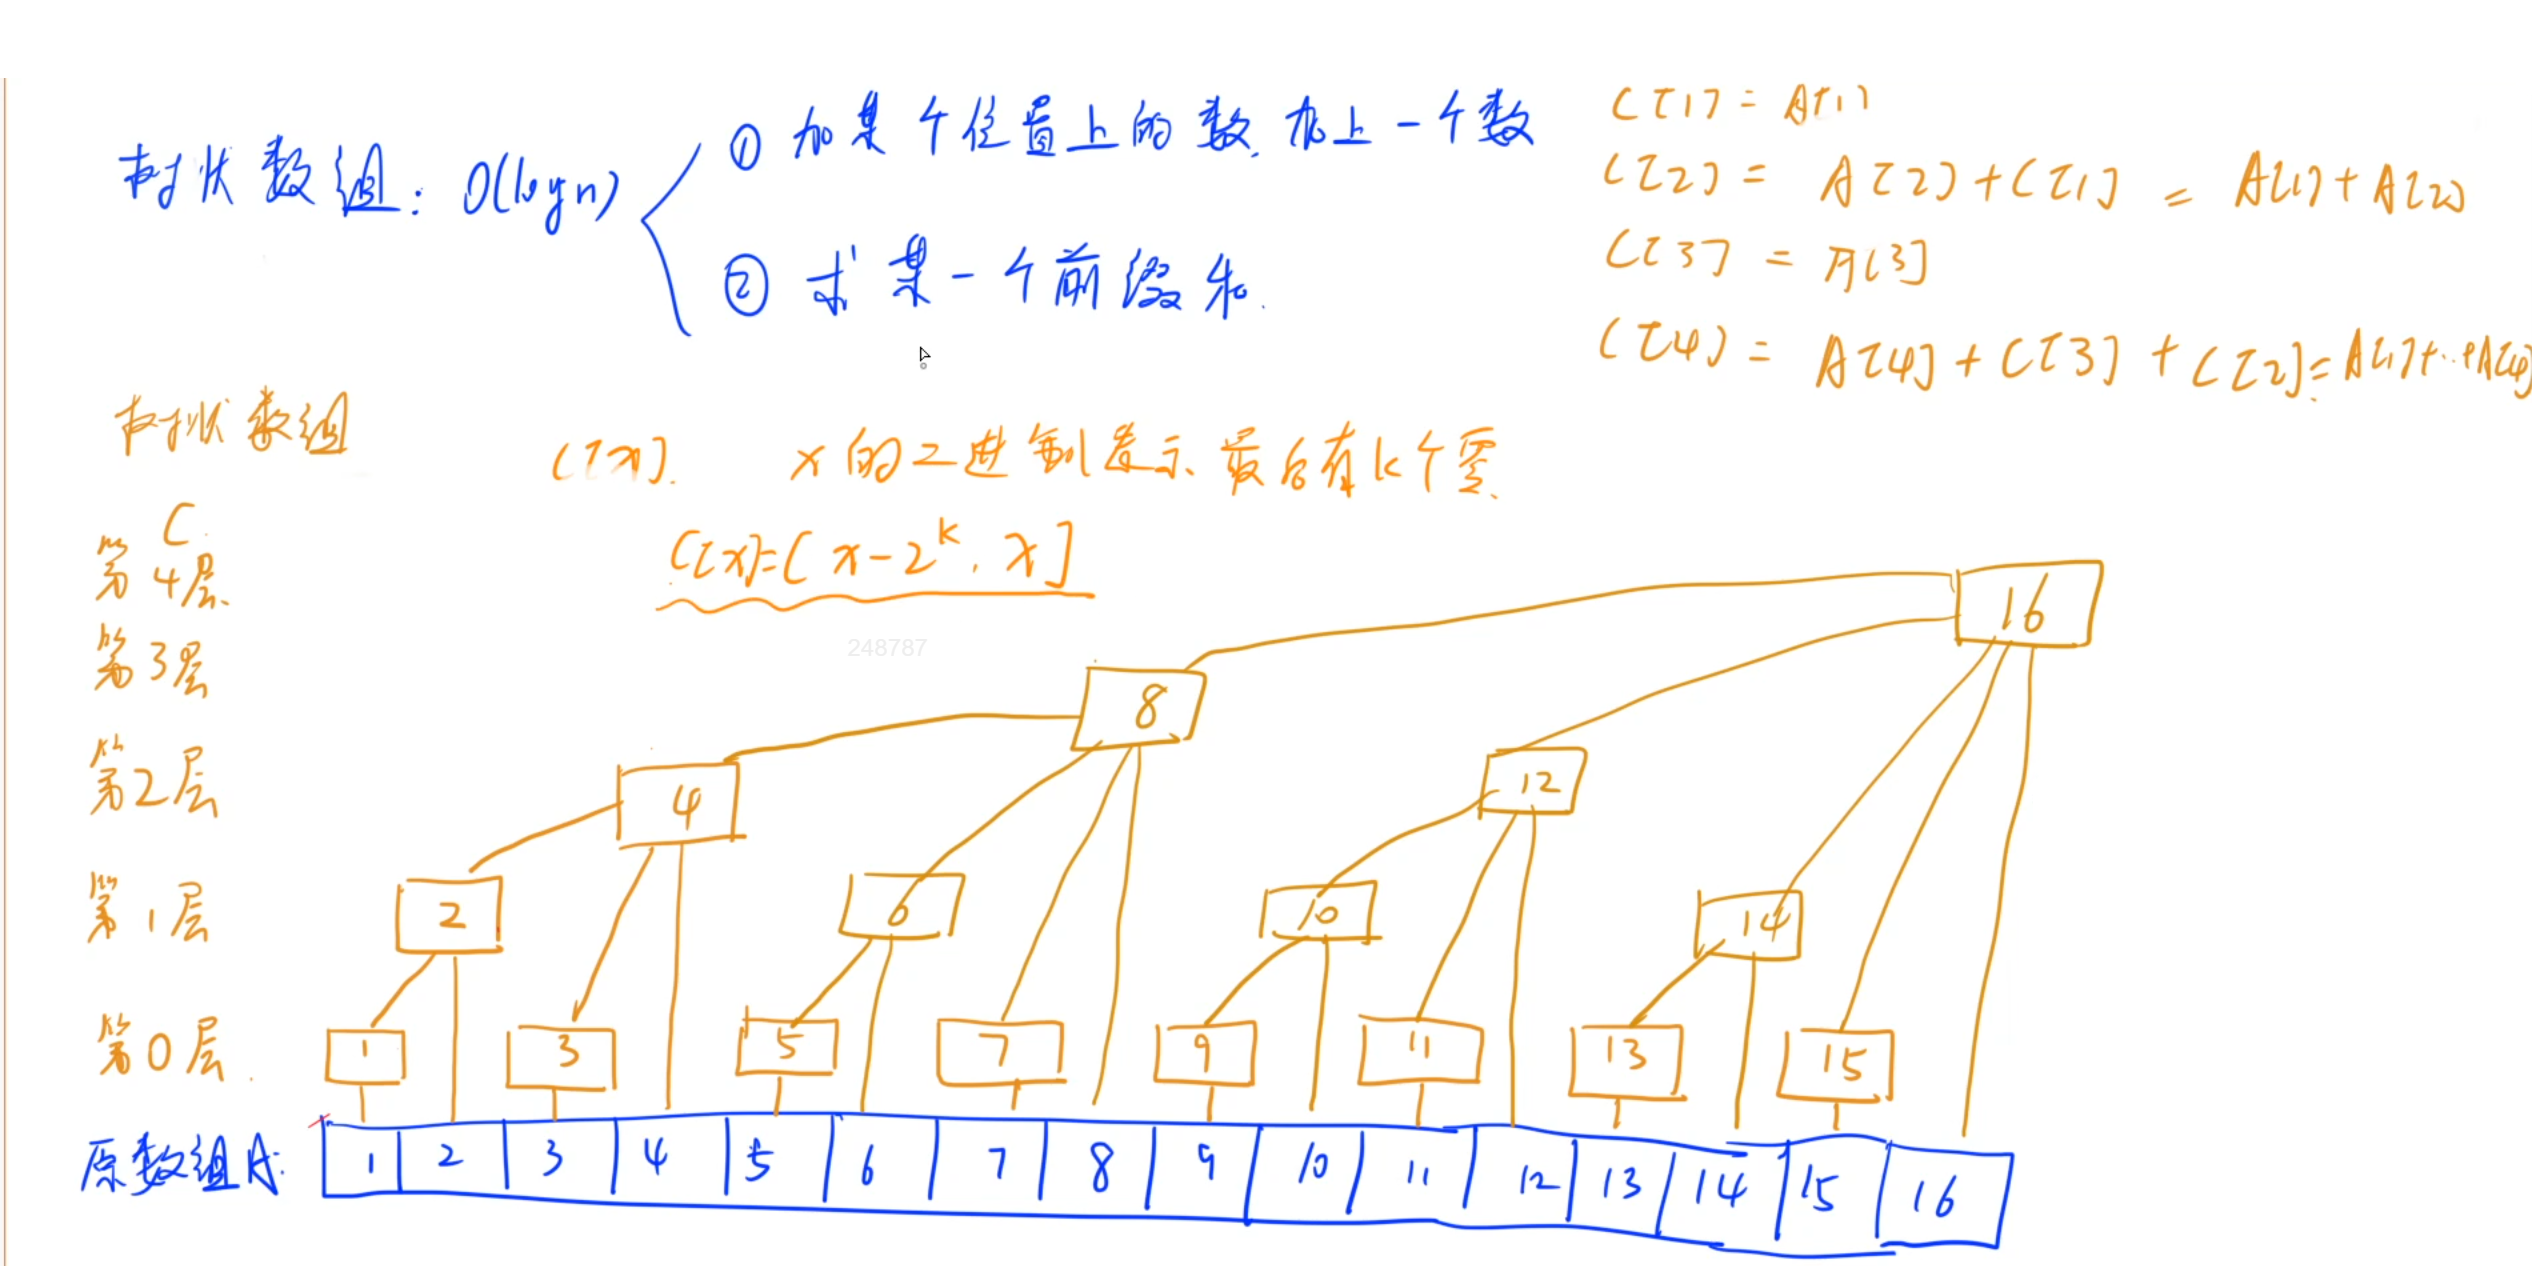 树状数组: O(logn)
① 加某个位置上的数, 加上一个数
② 求某一个前缀和.
C[1] = A[1]
C[2] = A[2] + C[1] = A[1] + A[2]
C[3] = A[3]
C[4] = A[4] + C[3] + C[2] = A[1]+..+A[4]
树状数组
C[x]. x的二进制表示最后有k个零.
C
C[x]=(x-2^k, x]
第4层
第3层
第2层
第1层
第0层
248787
16
8
12
4
2
6
10
14
1 3 5 7 9 11 13 15
原数组A: 1 2 3 4 5 6 7 8 9 10 11 12 13 14 15 16